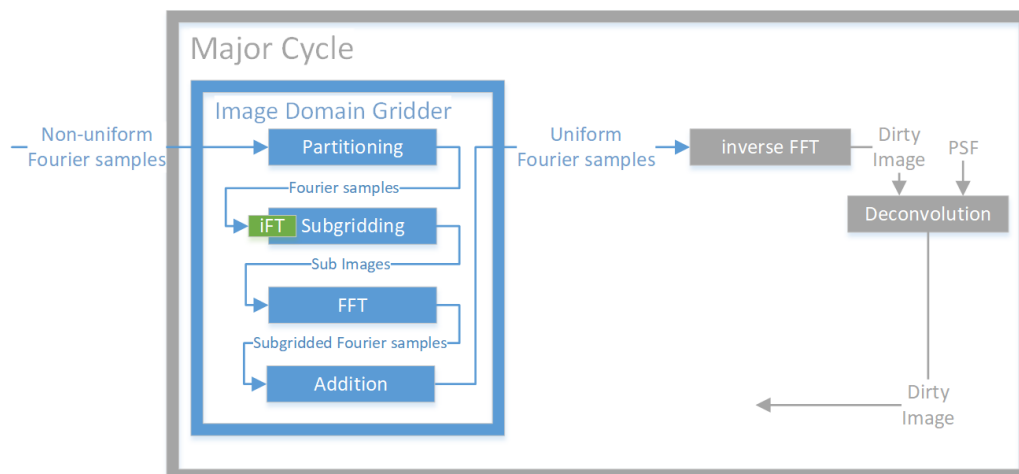 Major Cycle
Image Domain Gridder
Non-uniform
Fourier samples
Partitioning
Fourier samples
iFT
Subgridding
Sub Images
FFT
Subgridded Fourier samples
Addition
Uniform
Fourier samples
inverse FFT
Dirty
Image
PSF
Deconvolution
Dirty
Image